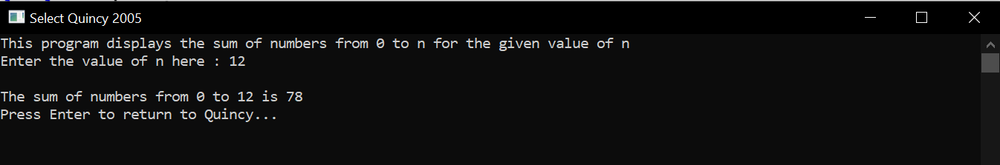 Select Quincy 2005
This program displays the sum of numbers from 0 to n for the given value of n
Enter the value of n here : 12
The sum of numbers from 0 to 12 is 78
Press Enter to return to Quincy...